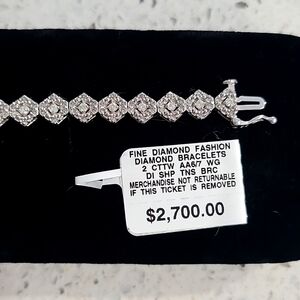 FINE DIAMOND FASHION
DIAMOND BRACELETS
2 CTTW AA6/7 WG
DI SHP TNS BRC
MERCHANDISE NOT RETURNABLE
IF THIS TICKET IS REMOVED
$2,700.00